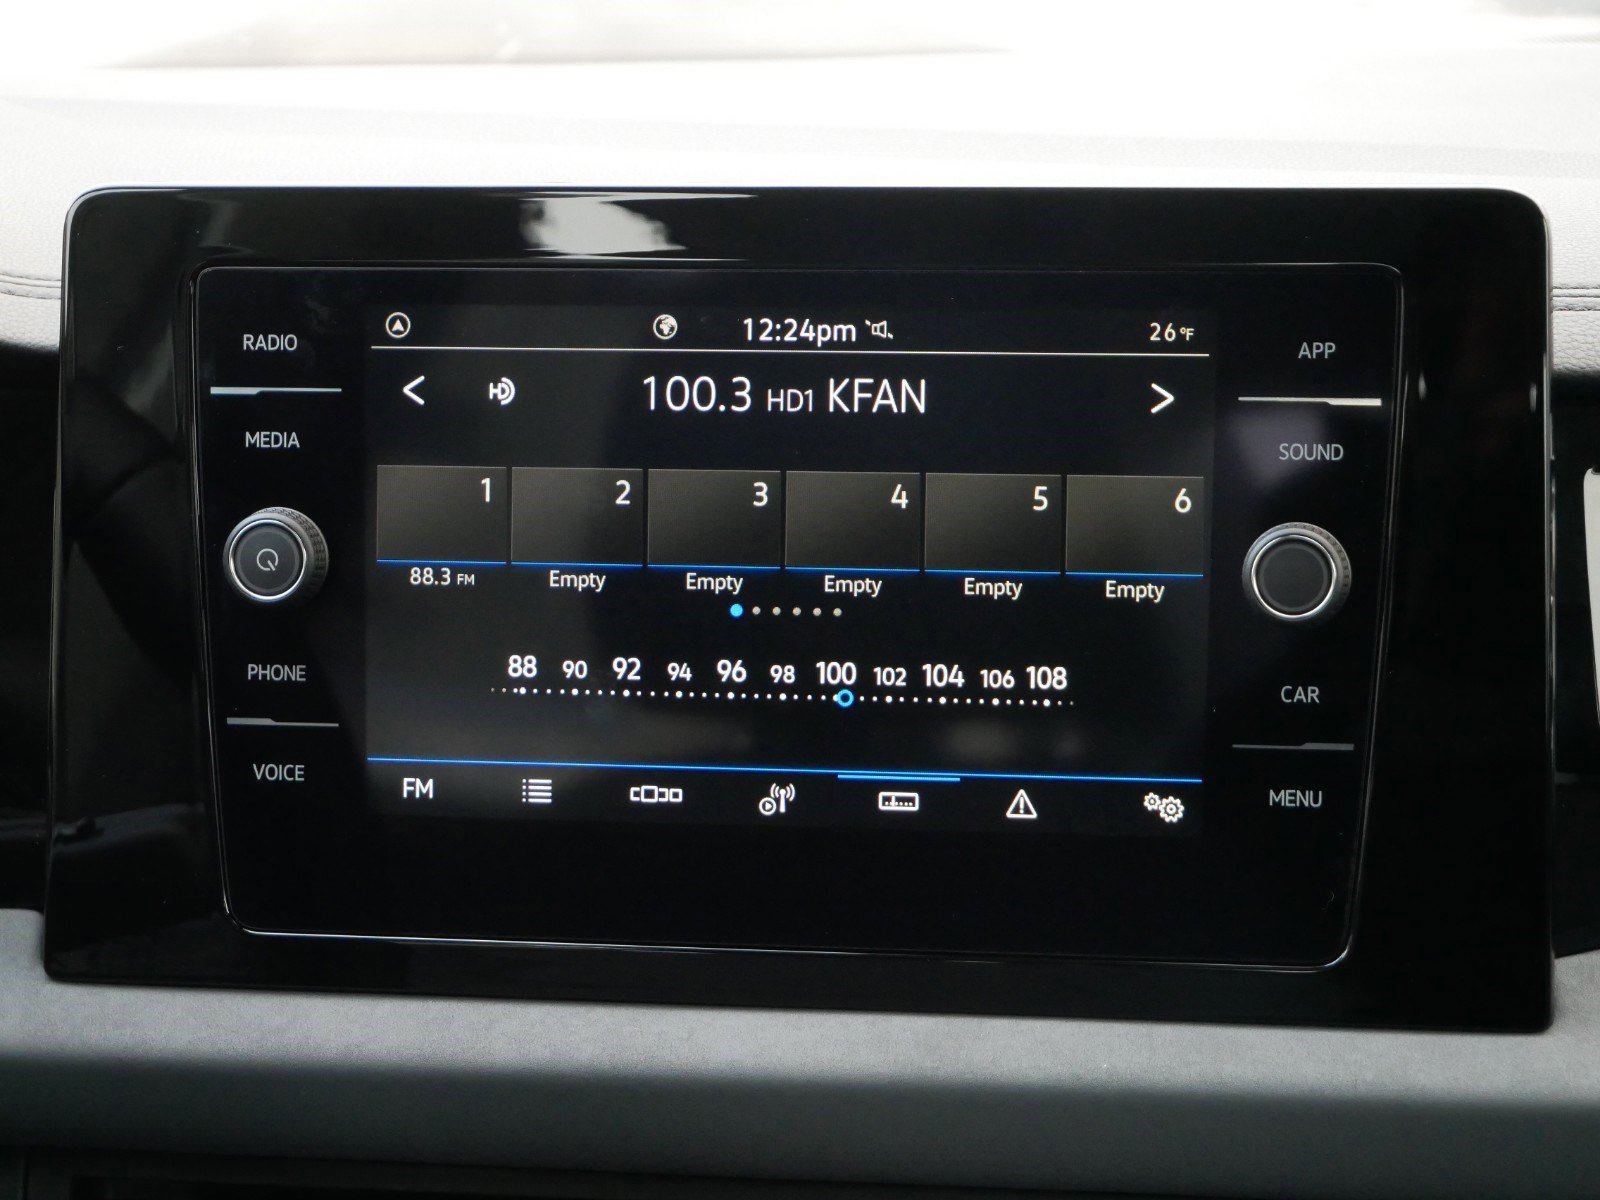 RADIO
MEDIA
PHONE
VOICE
12:24pm
26°F
HD
100.3 HD1 KFAN
1
2
3
4
5
6
88.3 FM
Empty
Empty
Empty
Empty
Empty
88 90 92 94 96 98 100 102 104 106 108
FM
APP
SOUND
CAR
MENU